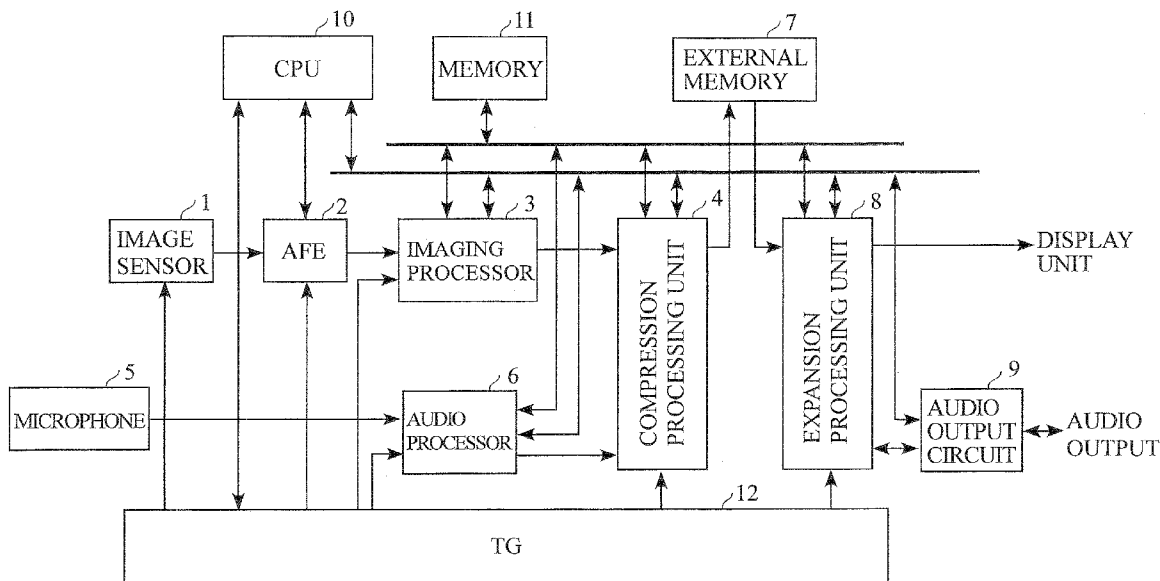 10
CPU
11
MEMORY
7
EXTERNAL
MEMORY
1
IMAGE
SENSOR
2
AFE
3
IMAGING
PROCESSOR
4
COMPRESSION
PROCESSING UNIT
8
EXPANSION
PROCESSING UNIT
DISPLAY
UNIT
5
MICROPHONE
6
AUDIO
PROCESSOR
9
AUDIO
OUTPUT
CIRCUIT
AUDIO
OUTPUT
12
TG